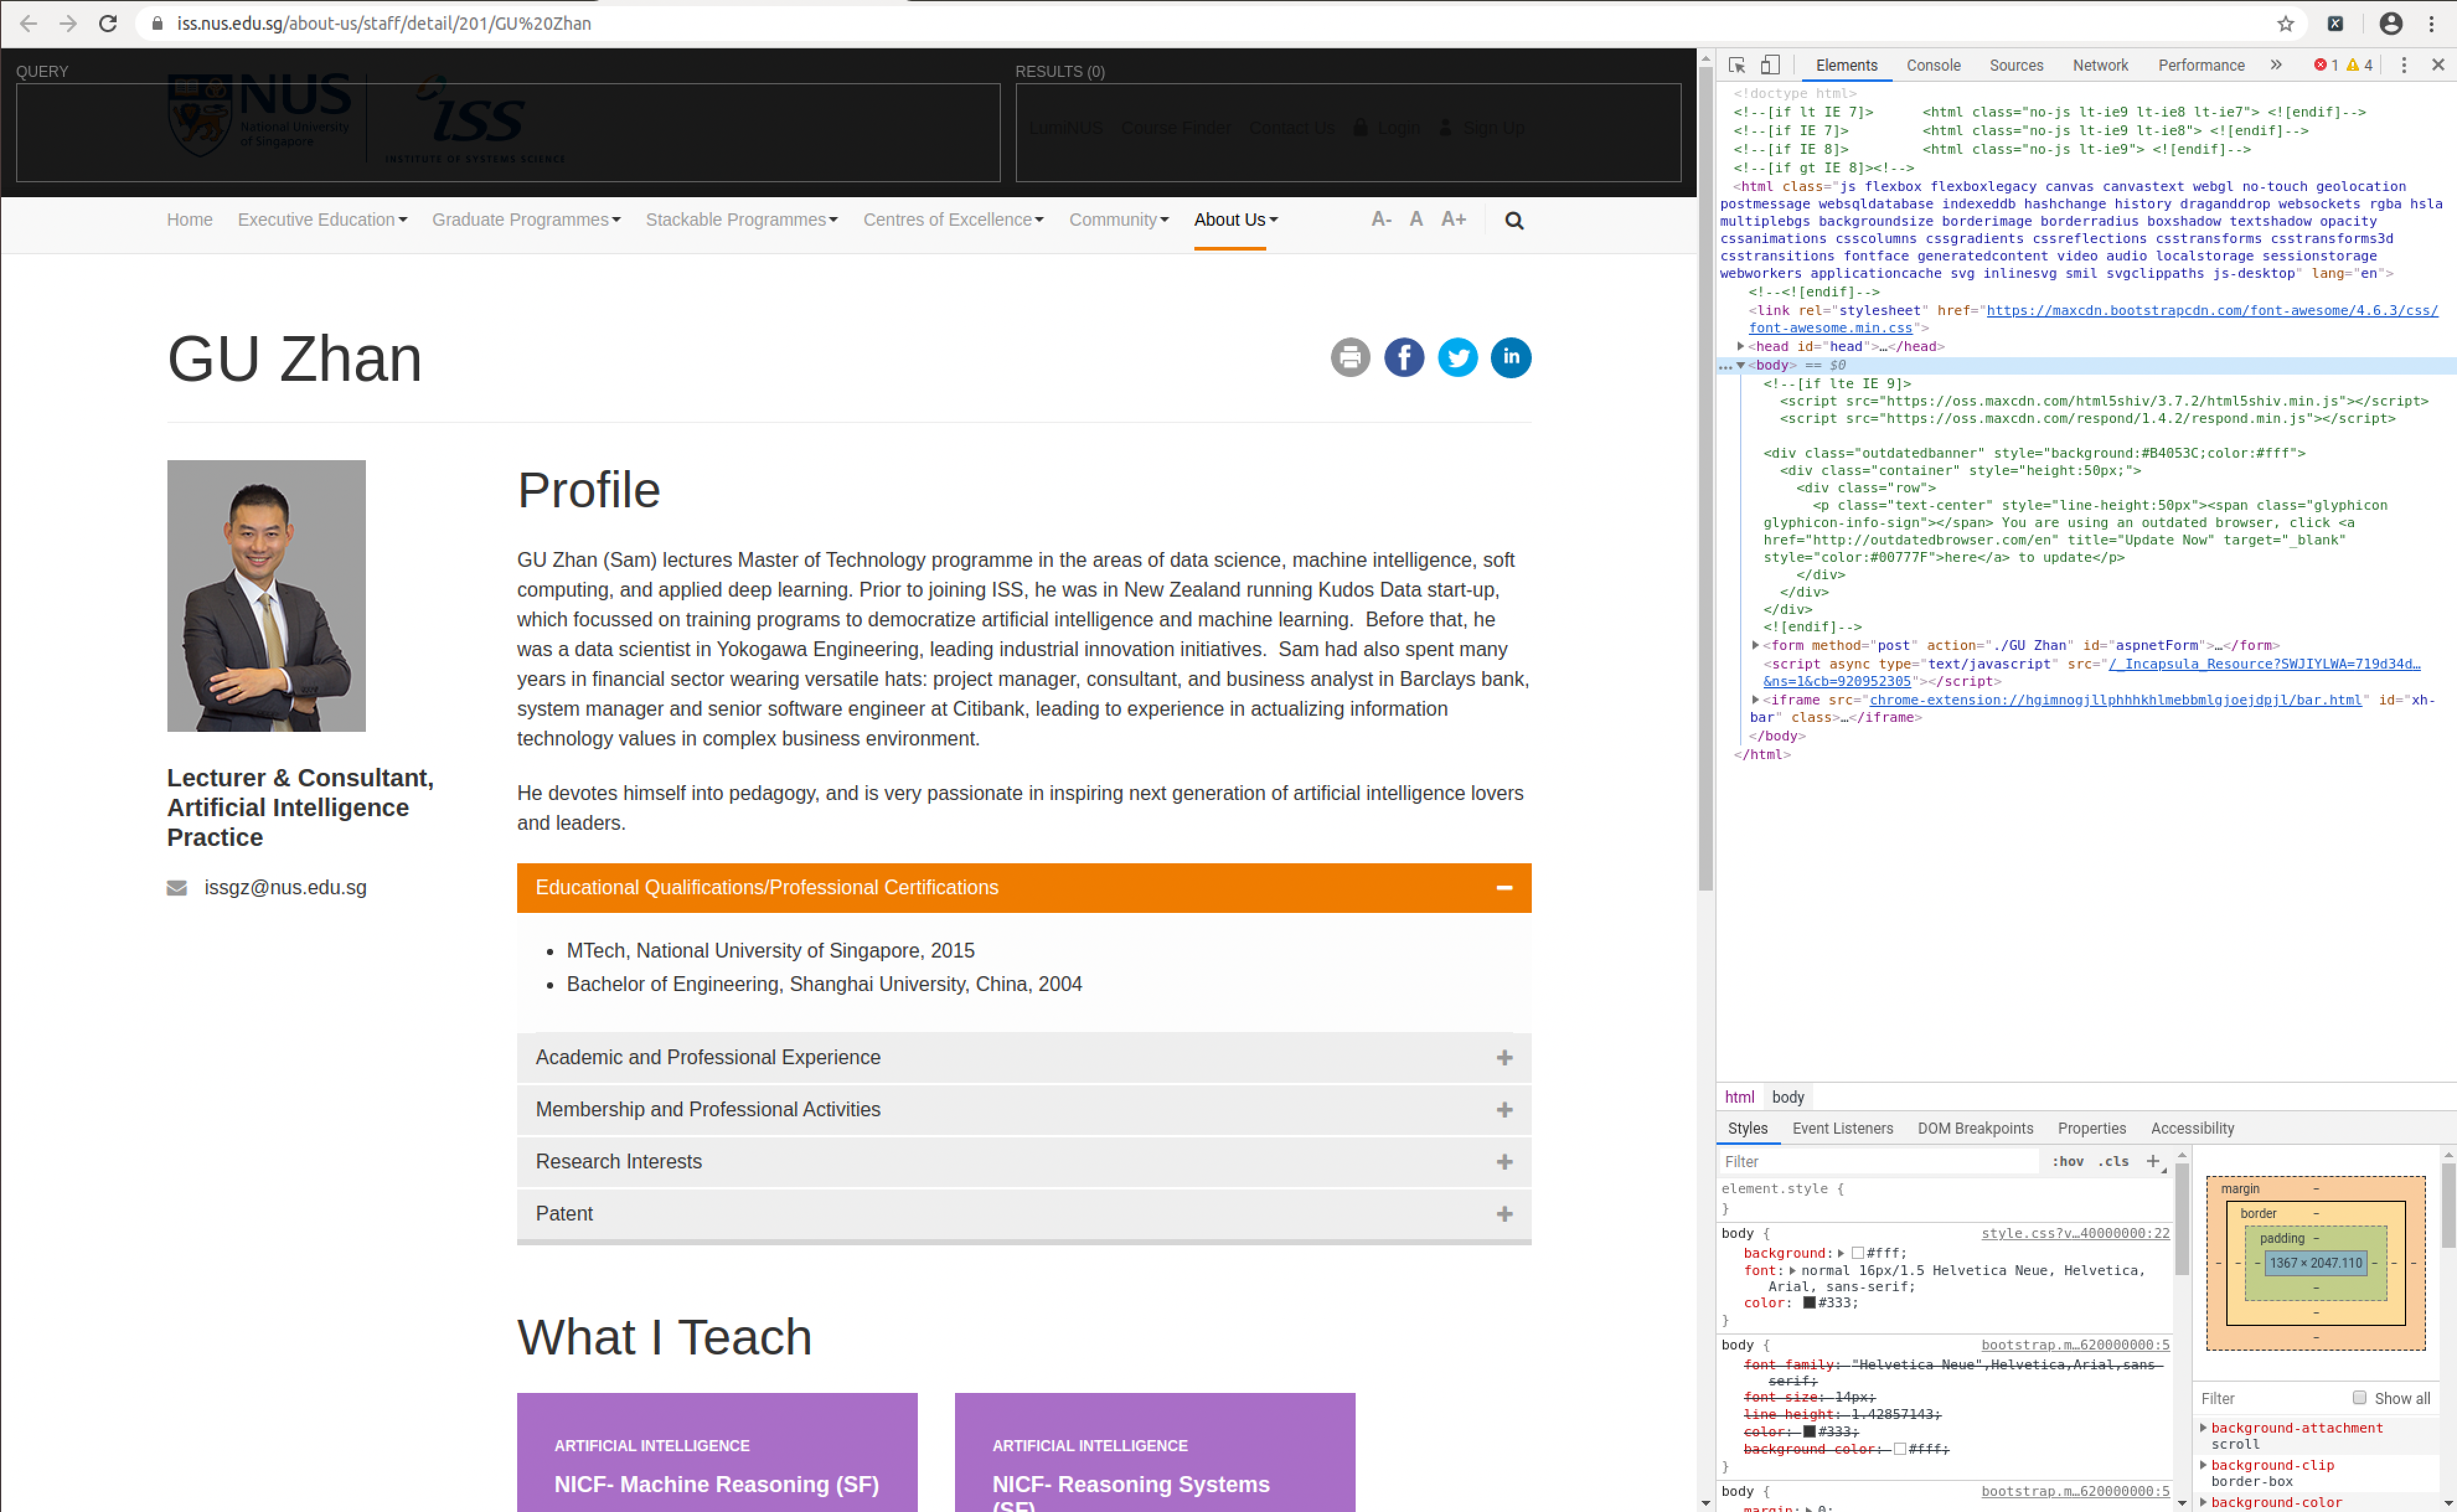 iss.nus.edu.sg/about-us/staff/detail/201/GU%20Zhan
QUERY
RESULTS (0)
NUS
National University
of Singapore
iss
INSTITUTE OF SYSTEMS SCIENCE
LumiNUS Course Finder Contact Us Login Sign Up
Home Executive Education Graduate Programmes Stackable Programmes Centres of Excellence Community About Us A- A A+
GU Zhan
Profile
GU Zhan (Sam) lectures Master of Technology programme in the areas of data science, machine intelligence, soft
computing, and applied deep learning. Prior to joining ISS, he was in New Zealand running Kudos Data start-up,
which focussed on training programs to democratize artificial intelligence and machine learning.  Before that, he
was a data scientist in Yokogawa Engineering, leading industrial innovation initiatives.  Sam had also spent many
years in financial sector wearing versatile hats: project manager, consultant, and business analyst in Barclays bank,
system manager and senior software engineer at Citibank, leading to experience in actualizing information
technology values in complex business environment.
He devotes himself into pedagogy, and is very passionate in inspiring next generation of artificial intelligence lovers
and leaders.
Lecturer & Consultant,
Artificial Intelligence
Practice
issgz@nus.edu.sg
Educational Qualifications/Professional Certifications
• MTech, National University of Singapore, 2015
• Bachelor of Engineering, Shanghai University, China, 2004
Academic and Professional Experience
Membership and Professional Activities
Research Interests
Patent
What I Teach
ARTIFICIAL INTELLIGENCE
NICF- Machine Reasoning (SF)
ARTIFICIAL INTELLIGENCE
NICF- Reasoning Systems
(SF)
Elements Console Sources Network Performance » 1 4
<!doctype html>
<!--[if lt IE 7]>      <html class="no-js lt-ie9 lt-ie8 lt-ie7"> <![endif]-->
<!--[if IE 7]>         <html class="no-js lt-ie9 lt-ie8"> <![endif]-->
<!--[if IE 8]>         <html class="no-js lt-ie9"> <![endif]-->
<!--[if gt IE 8]><!-->
<html class="js flexbox flexboxlegacy canvas canvastext webgl no-touch geolocation
postmessage websqldatabase indexeddb hashchange history draganddrop websockets rgba hsla
multiplebgs backgroundsize borderimage borderradius boxshadow textshadow opacity
cssanimations csscolumns cssgradients cssreflections csstransforms csstransforms3d
csstransitions fontface generatedcontent video audio localstorage sessionstorage
webworkers applicationcache svg inlinesvg smil svgclippaths js-desktop" lang="en">
<!--<![endif]-->
<link rel="stylesheet" href="https://maxcdn.bootstrapcdn.com/font-awesome/4.6.3/css/
font-awesome.min.css">
<head id="head">…</head>
<body> == $0
<!--[if lte IE 9]>
<script src="https://oss.maxcdn.com/html5shiv/3.7.2/html5shiv.min.js"></script>
<script src="https://oss.maxcdn.com/respond/1.4.2/respond.min.js"></script>
<div class="outdatedbanner" style="background:#B4053C;color:#fff">
<div class="container" style="height:50px;">
<div class="row">
<p class="text-center" style="line-height:50px"><span class="glyphicon
glyphicon-info-sign"></span> You are using an outdated browser, click <a
href="http://outdatedbrowser.com/en" title="Update Now" target="_blank"
style="color:#00777F">here</a> to update</p>
</div>
</div>
</div>
<![endif]-->
<form method="post" action="./GU Zhan" id="aspnetForm">…</form>
<script async type="text/javascript" src="/_Incapsula_Resource?SWJIYLWA=719d34d…
&ns=1&cb=920952305"></script>
<iframe src="chrome-extension://hgimnogjllphhhkhlmebbmlgjoejdpjl/bar.html" id="xh-
bar" class>…</iframe>
</body>
</html>
html body
Styles Event Listeners DOM Breakpoints Properties Accessibility
Filter :hov .cls +
element.style {
}
body { style.css?v…40000000:22
background: #fff;
font: normal 16px/1.5 Helvetica Neue, Helvetica,
Arial, sans-serif;
color: #333;
}
body { bootstrap.m…620000000:5
font-family: "Helvetica Neue",Helvetica,Arial,sans-
serif;
font-size: 14px;
line-height: 1.42857143;
color: #333;
background-color: #fff;
}
body { bootstrap.m…620000000:5
margin: 0;
margin -
border -
padding -
1367 × 2047.110
Filter Show all
background-attachment
scroll
background-clip
border-box
background-color